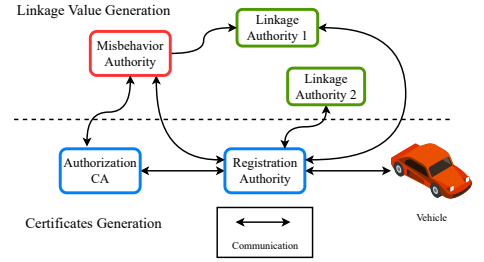 Linkage Value Generation
Linkage
Authority 1
Misbehavior
Authority
Linkage
Authority 2
Authorization
CA
Registration
Authority
Vehicle
Certificates Generation
Communication